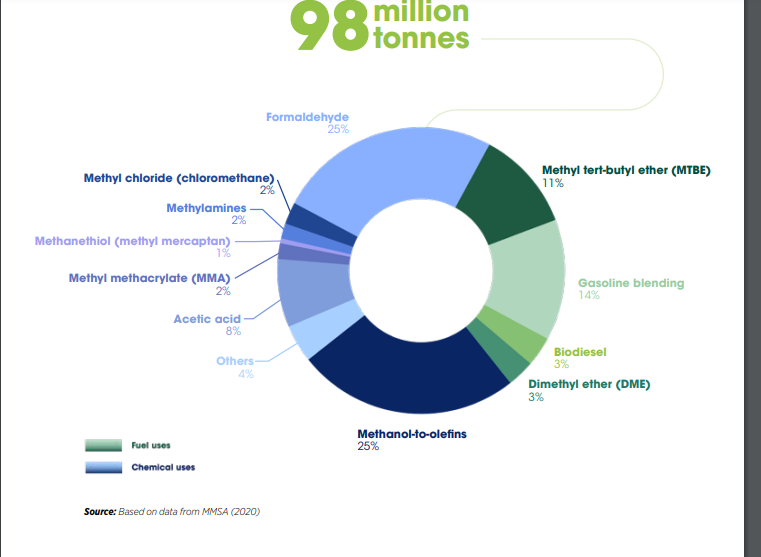 98 million
tonnes
Formaldehyde
25%
Methyl tert-butyl ether (MTBE)
11%
Methyl chloride (chloromethane)
2%
Methylamines
2%
Methanethiol (methyl mercaptan)
1%
Methyl methacrylate (MMA)
2%
Gasoline blending
14%
Acetic acid
8%
Others
4%
Biodiesel
3%
Dimethyl ether (DME)
3%
Methanol-to-olefins
25%
Fuel uses
Chemical uses
Source: Based on data from MMSA (2020)